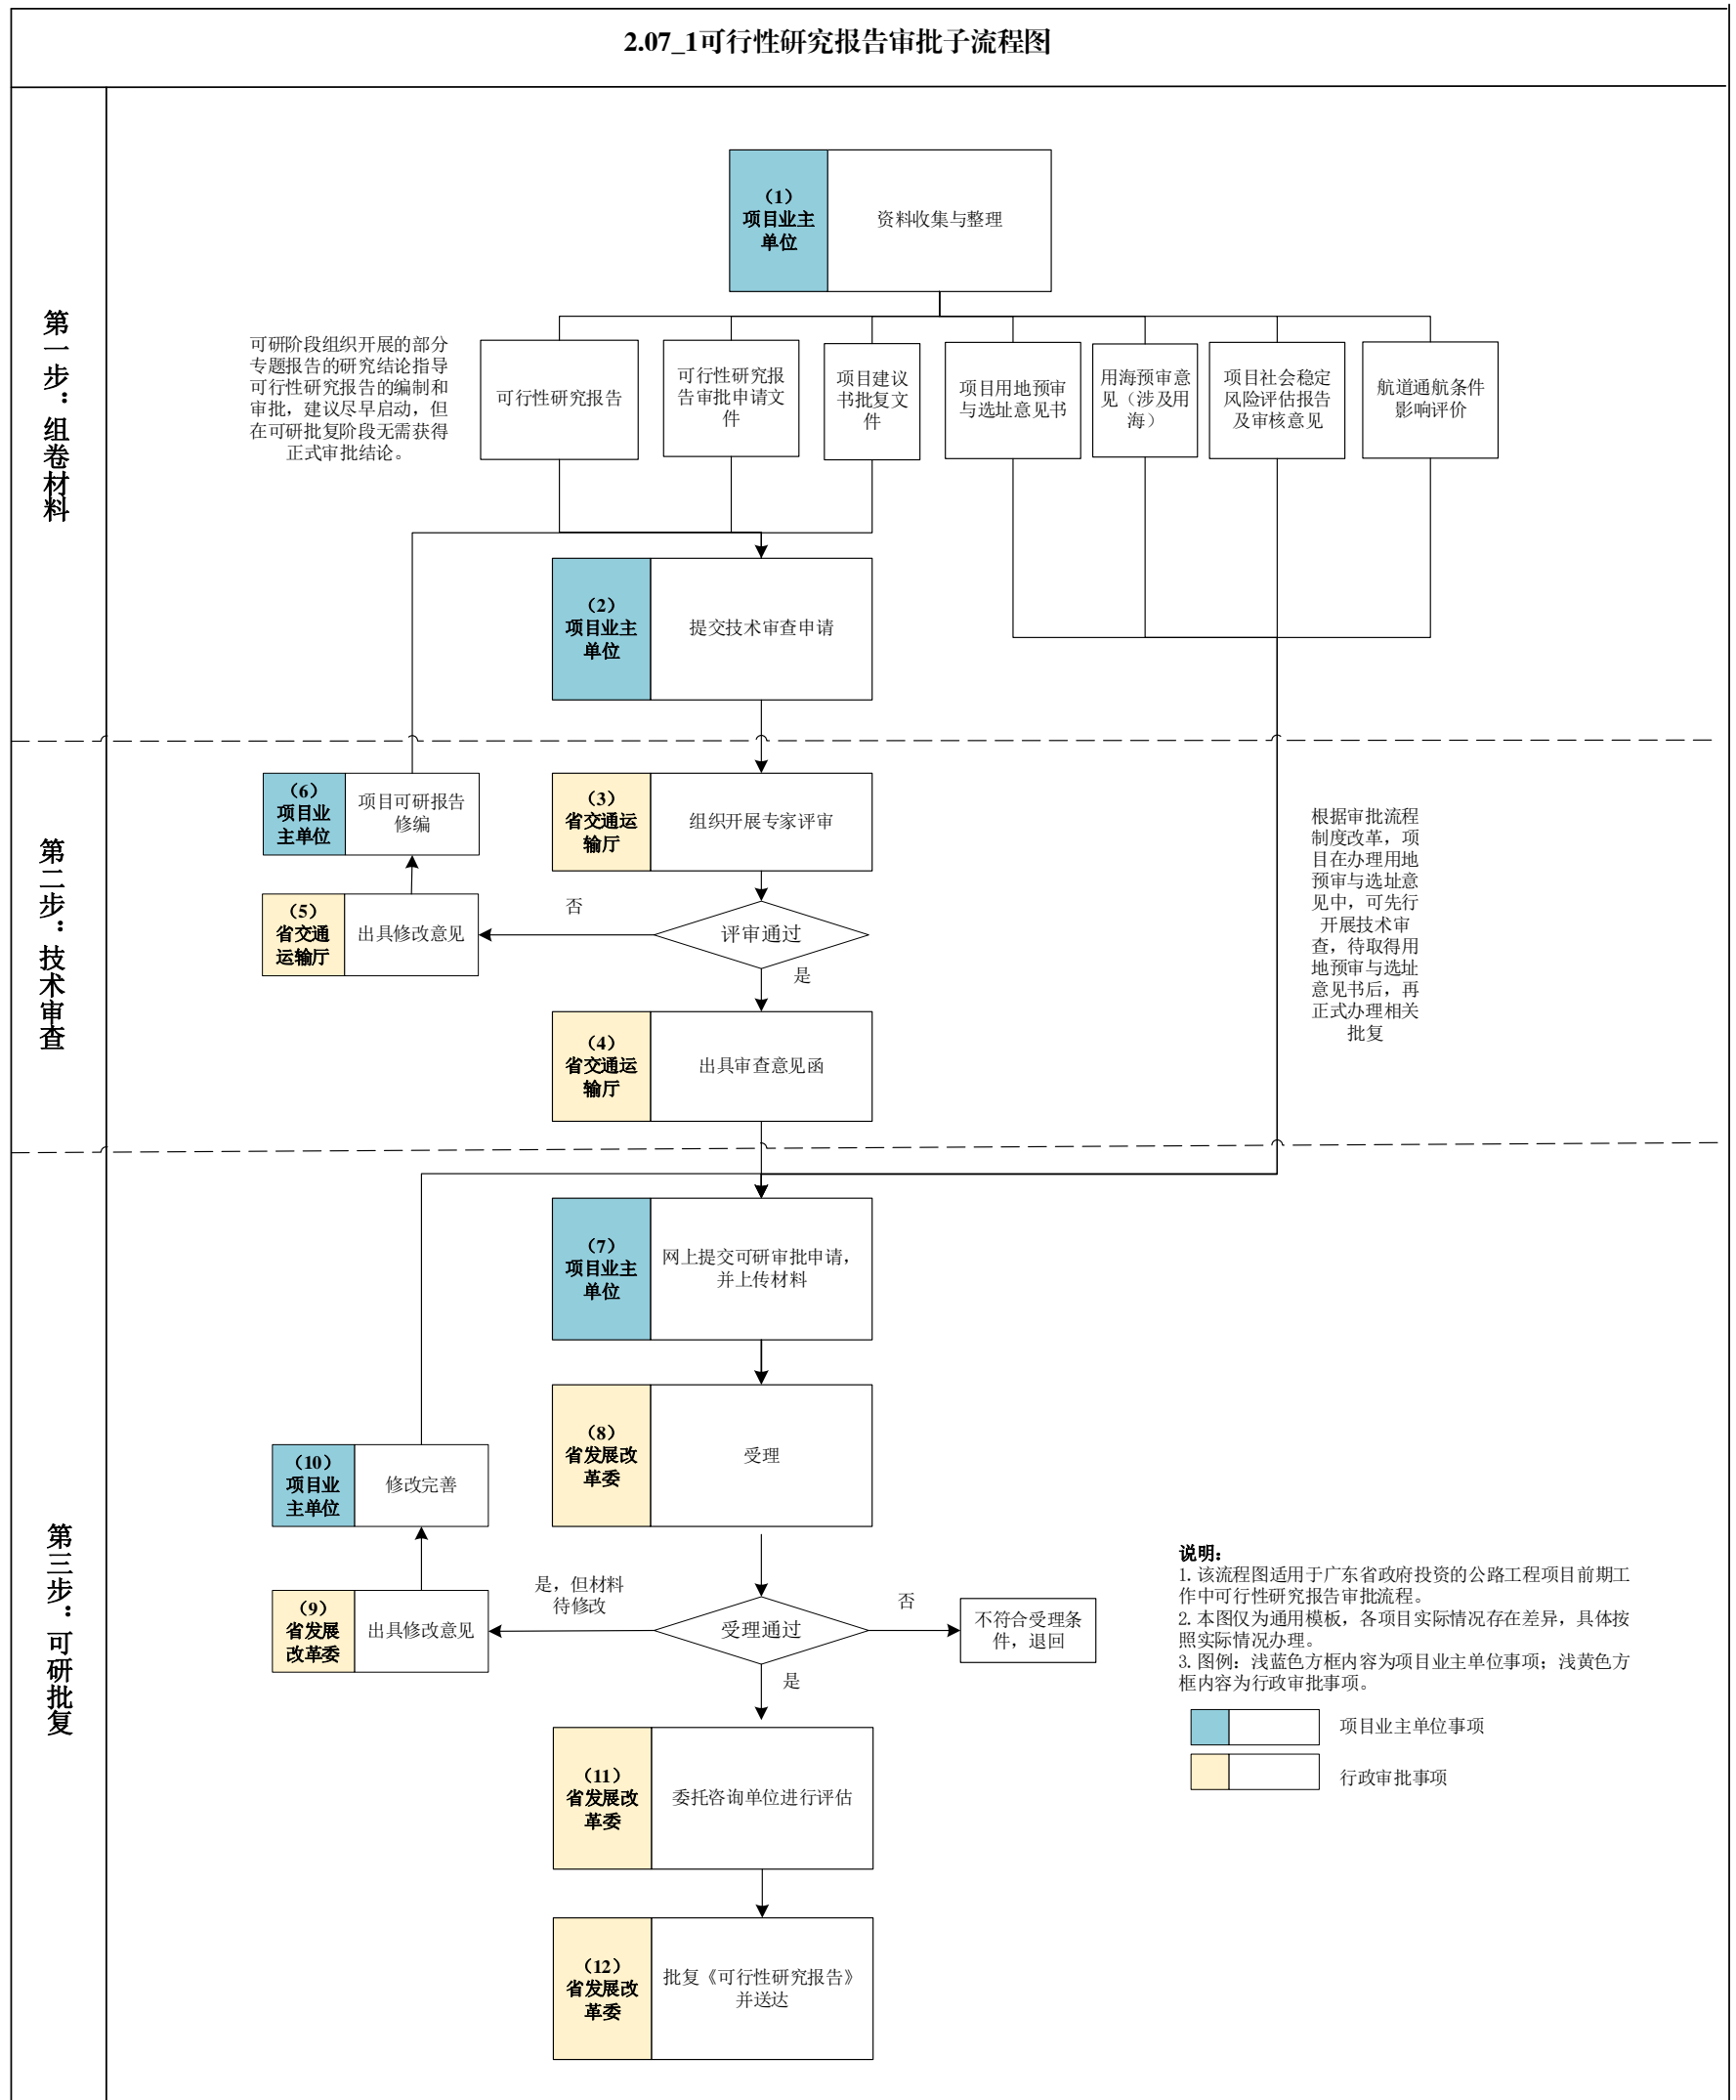 2.07_1可行性研究报告审批子流程图
第一步：组卷材料
（1）
项目业主
单位
资料收集与整理
可研阶段组织开展的部分
专题报告的研究结论指导
可行性研究报告的编制和
审批，建议尽早启动，但
在可研批复阶段无需获得
正式审批结论。
可行性研究报告
可行性研究报
告审批申请文
件
项目建议
书批复文
件
项目用地预审
与选址意见书
用海预审意
见（涉及用
海）
项目社会稳定
风险评估报告
及审核意见
航道通航条件
影响评价
（2）
项目业主
单位
提交技术审查申请
第二步：技术审查
（6）
项目业
主单位
项目可研报告
修编
（3）
省交通运
输厅
组织开展专家评审
（5）
省交通
运输厅
出具修改意见
否
评审通过
是
（4）
省交通运
输厅
出具审查意见函
根据审批流程
制度改革，项
目在办理用地
预审与选址意
见中，可先行
开展技术审
查，待取得用
地预审与选址
意见书后，再
正式办理相关
批复
第三步：可研批复
（7）
项目业主
单位
网上提交可研审批申请，
并上传材料
（8）
省发展改
革委
受理
（10）
项目业
主单位
修改完善
（9）
省发展
改革委
出具修改意见
是，但材料
待修改
受理通过
否
不符合受理条
件，退回
是
（11）
省发展改
革委
委托咨询单位进行评估
（12）
省发展改
革委
批复《可行性研究报告》
并送达
说明：
1.该流程图适用于广东省政府投资的公路工程项目前期工
作中可行性研究报告审批流程。
2.本图仅为通用模板，各项目实际情况存在差异，具体按
照实际情况办理。
3.图例：浅蓝色方框内容为项目业主单位事项；浅黄色方
框内容为行政审批事项。
项目业主单位事项
行政审批事项